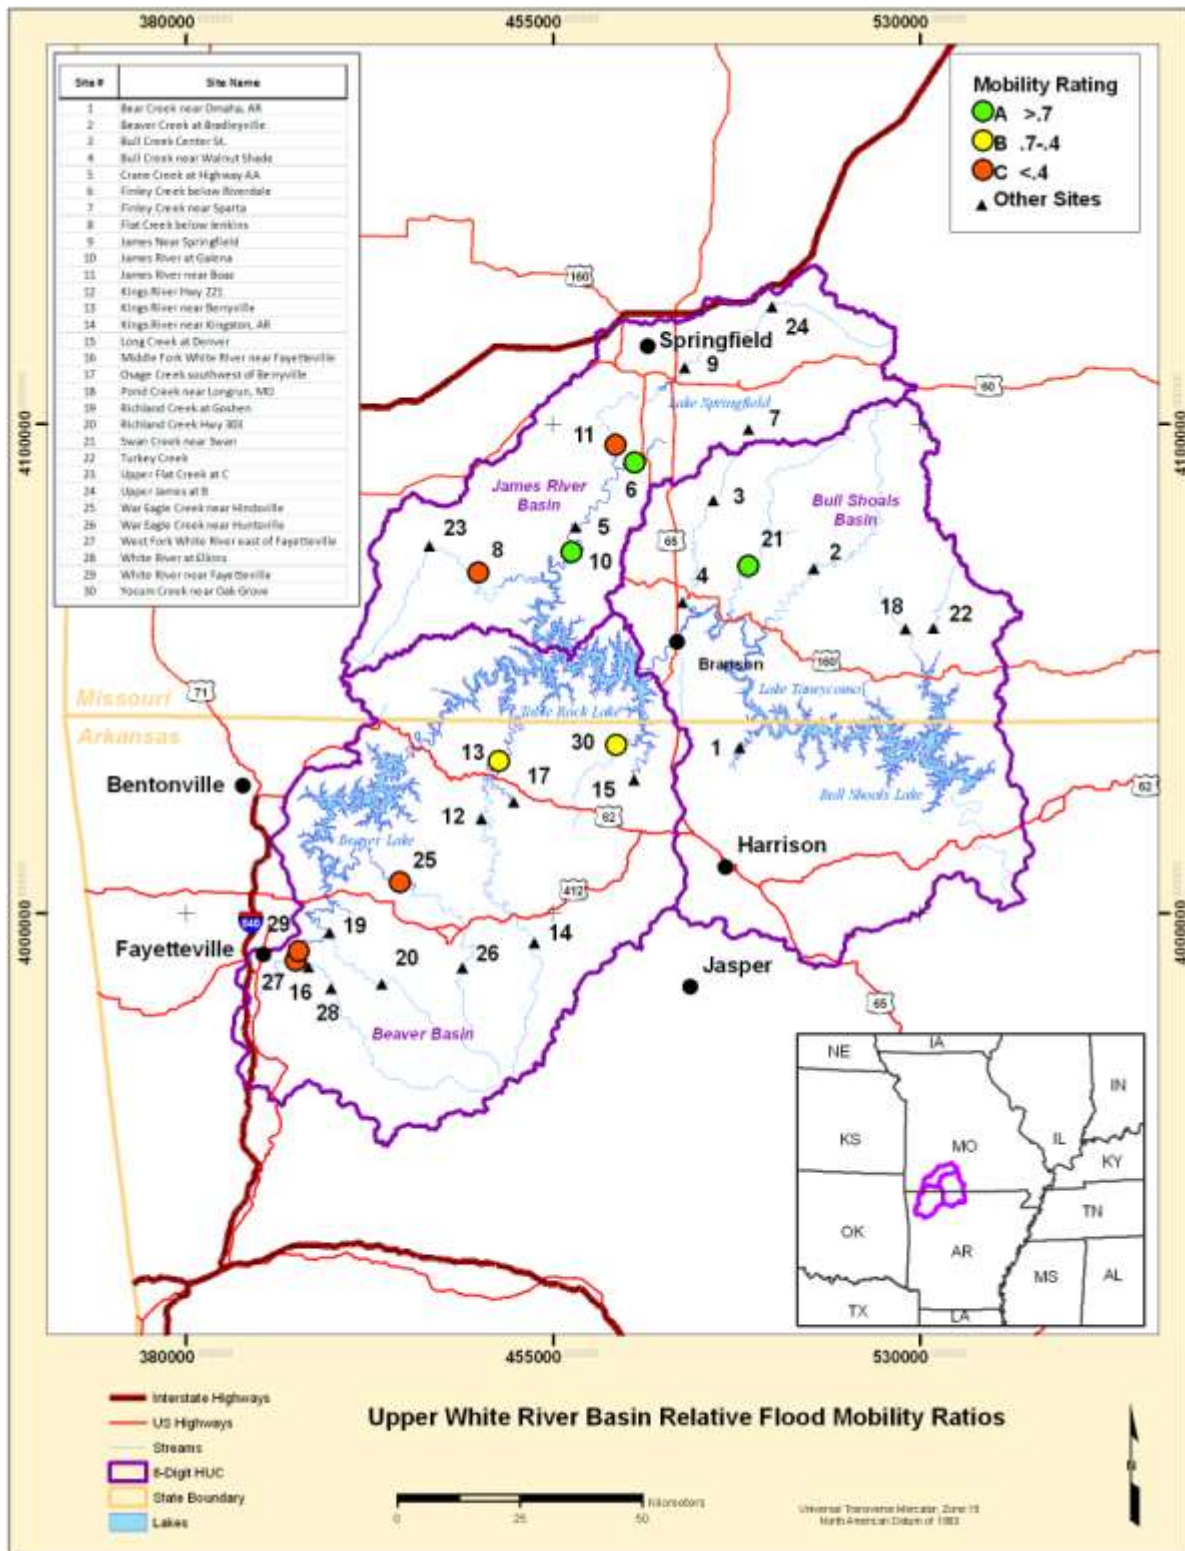 380000 455000 530000
Site # Site Name
1 Bear Creek near Omaha, AR
2 Beaver Creek at Bradleyville
3 Bull Creek Center St.
4 Bull Creek near Walnut Shade
5 Crane Creek at Highway AA
6 Finley Creek below Riverdale
7 Finley Creek near Sparta
8 Flat Creek below Jenkins
9 James Near Springfield
10 James River at Galena
11 James River near Boaz
12 Kings River Hwy 221
13 Kings River near Berryville
14 Kings River near Kingston, AR
15 Long Creek at Denver
16 Middle Fork White River near Fayetteville
17 Osage Creek southwest of Berryville
18 Pond Creek near Longrun, MO
19 Richland Creek at Goshen
20 Richland Creek Hwy 303
21 Swan Creek near Swan
22 Turkey Creek
23 Upper Flat Creek at C
24 Upper James at B
25 War Eagle Creek near Hindsville
26 War Eagle Creek near Huntsville
27 West Fork White River east of Fayetteville
28 White River at Elkins
29 White River near Fayetteville
30 Yocum Creek near Oak Grove
Mobility Rating
A >.7
B .7-.4
C <.4
Other Sites
160
24
Springfield
9
60
Lake Springfield
7
4100000
4100000
11
6
James River
Basin
3
Bull Shoals
Basin
23
5
65
21
8
10
2
4
18
22
Branson
160
Missouri
71
Lake Taneycomo
Table Rock Lake
Arkansas
13
30
1
17
15
Bentonville
Bull Shoals Lake
62
12
62
Beaver Lake
Harrison
25
412
4000000
4000000
29
540
19
14
Fayetteville
20
26
Jasper
27
16
28
65
Beaver Basin
NE
IA
IN
KS
MO
IL
KY
TN
OK
AR
MS
AL
TX
LA
380000 455000 530000
Interstate Highways
US Highways
Streams
8-Digit HUC
State Boundary
Lakes
Upper White River Basin Relative Flood Mobility Ratios
Kilometers
0 25 50
N
Universal Transverse Mercator, Zone 15
North American Datum of 1983